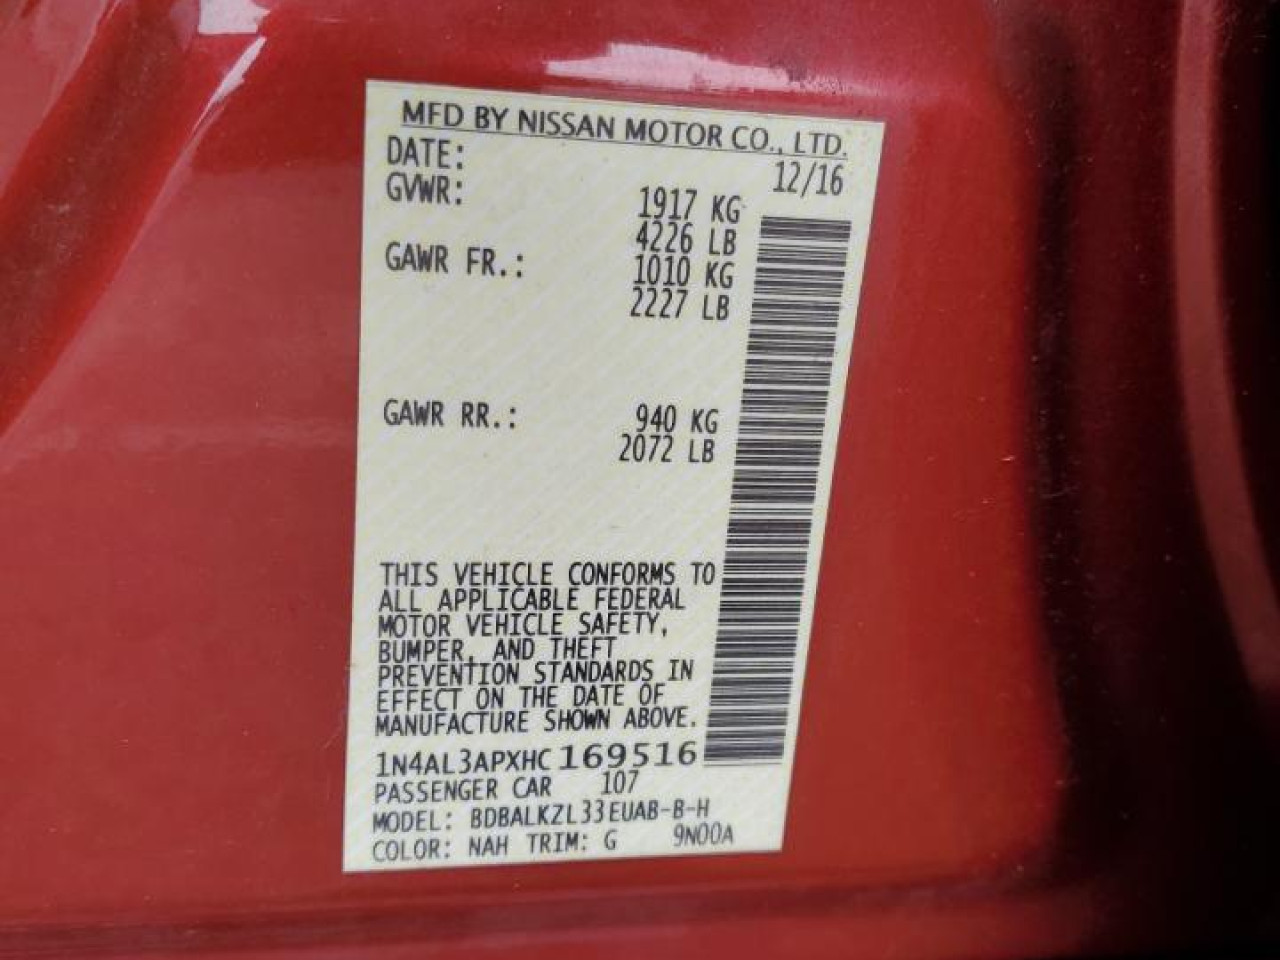 MFD BY NISSAN MOTOR CO., LTD.
DATE: 12/16
GVWR: 1917 KG
4226 LB
GAWR FR.: 1010 KG
2227 LB
GAWR RR.: 940 KG
2072 LB
THIS VEHICLE CONFORMS TO
ALL APPLICABLE FEDERAL
MOTOR VEHICLE SAFETY,
BUMPER, AND THEFT
PREVENTION STANDARDS IN
EFFECT ON THE DATE OF
MANUFACTURE SHOWN ABOVE.
1N4AL3APXHC169516
PASSENGER CAR 107
MODEL: BDBALKZL33EUAB-B-H
COLOR: NAH TRIM: G 9N00A